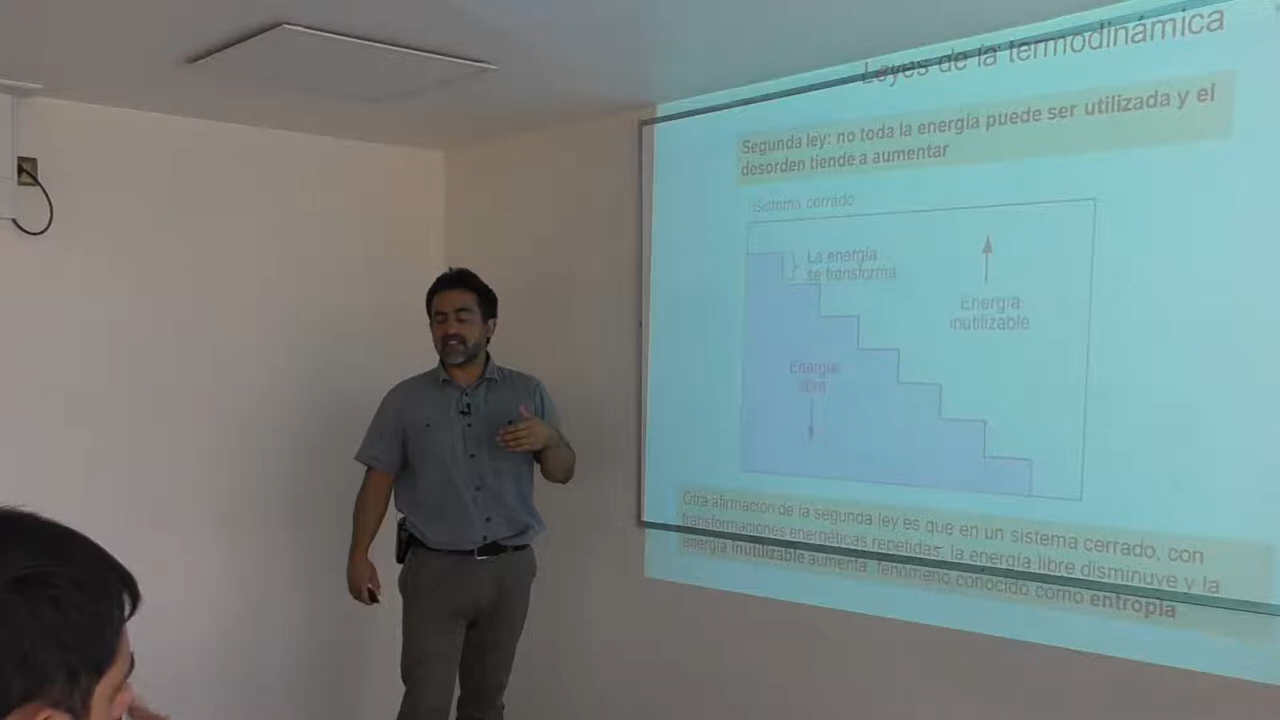 Leyes de la termodinámica
Segunda ley: no toda la energía puede ser utilizada y el
desorden tiende a aumentar
Sistema cerrado
La energía
se transforma
Energía
inutilizable
Energía
libre
Otra afirmación de la segunda ley es que en un sistema cerrado, con
transformaciones energéticas repetidas, la energía libre disminuye y la
energía inutilizable aumenta, fenómeno conocido como entropía